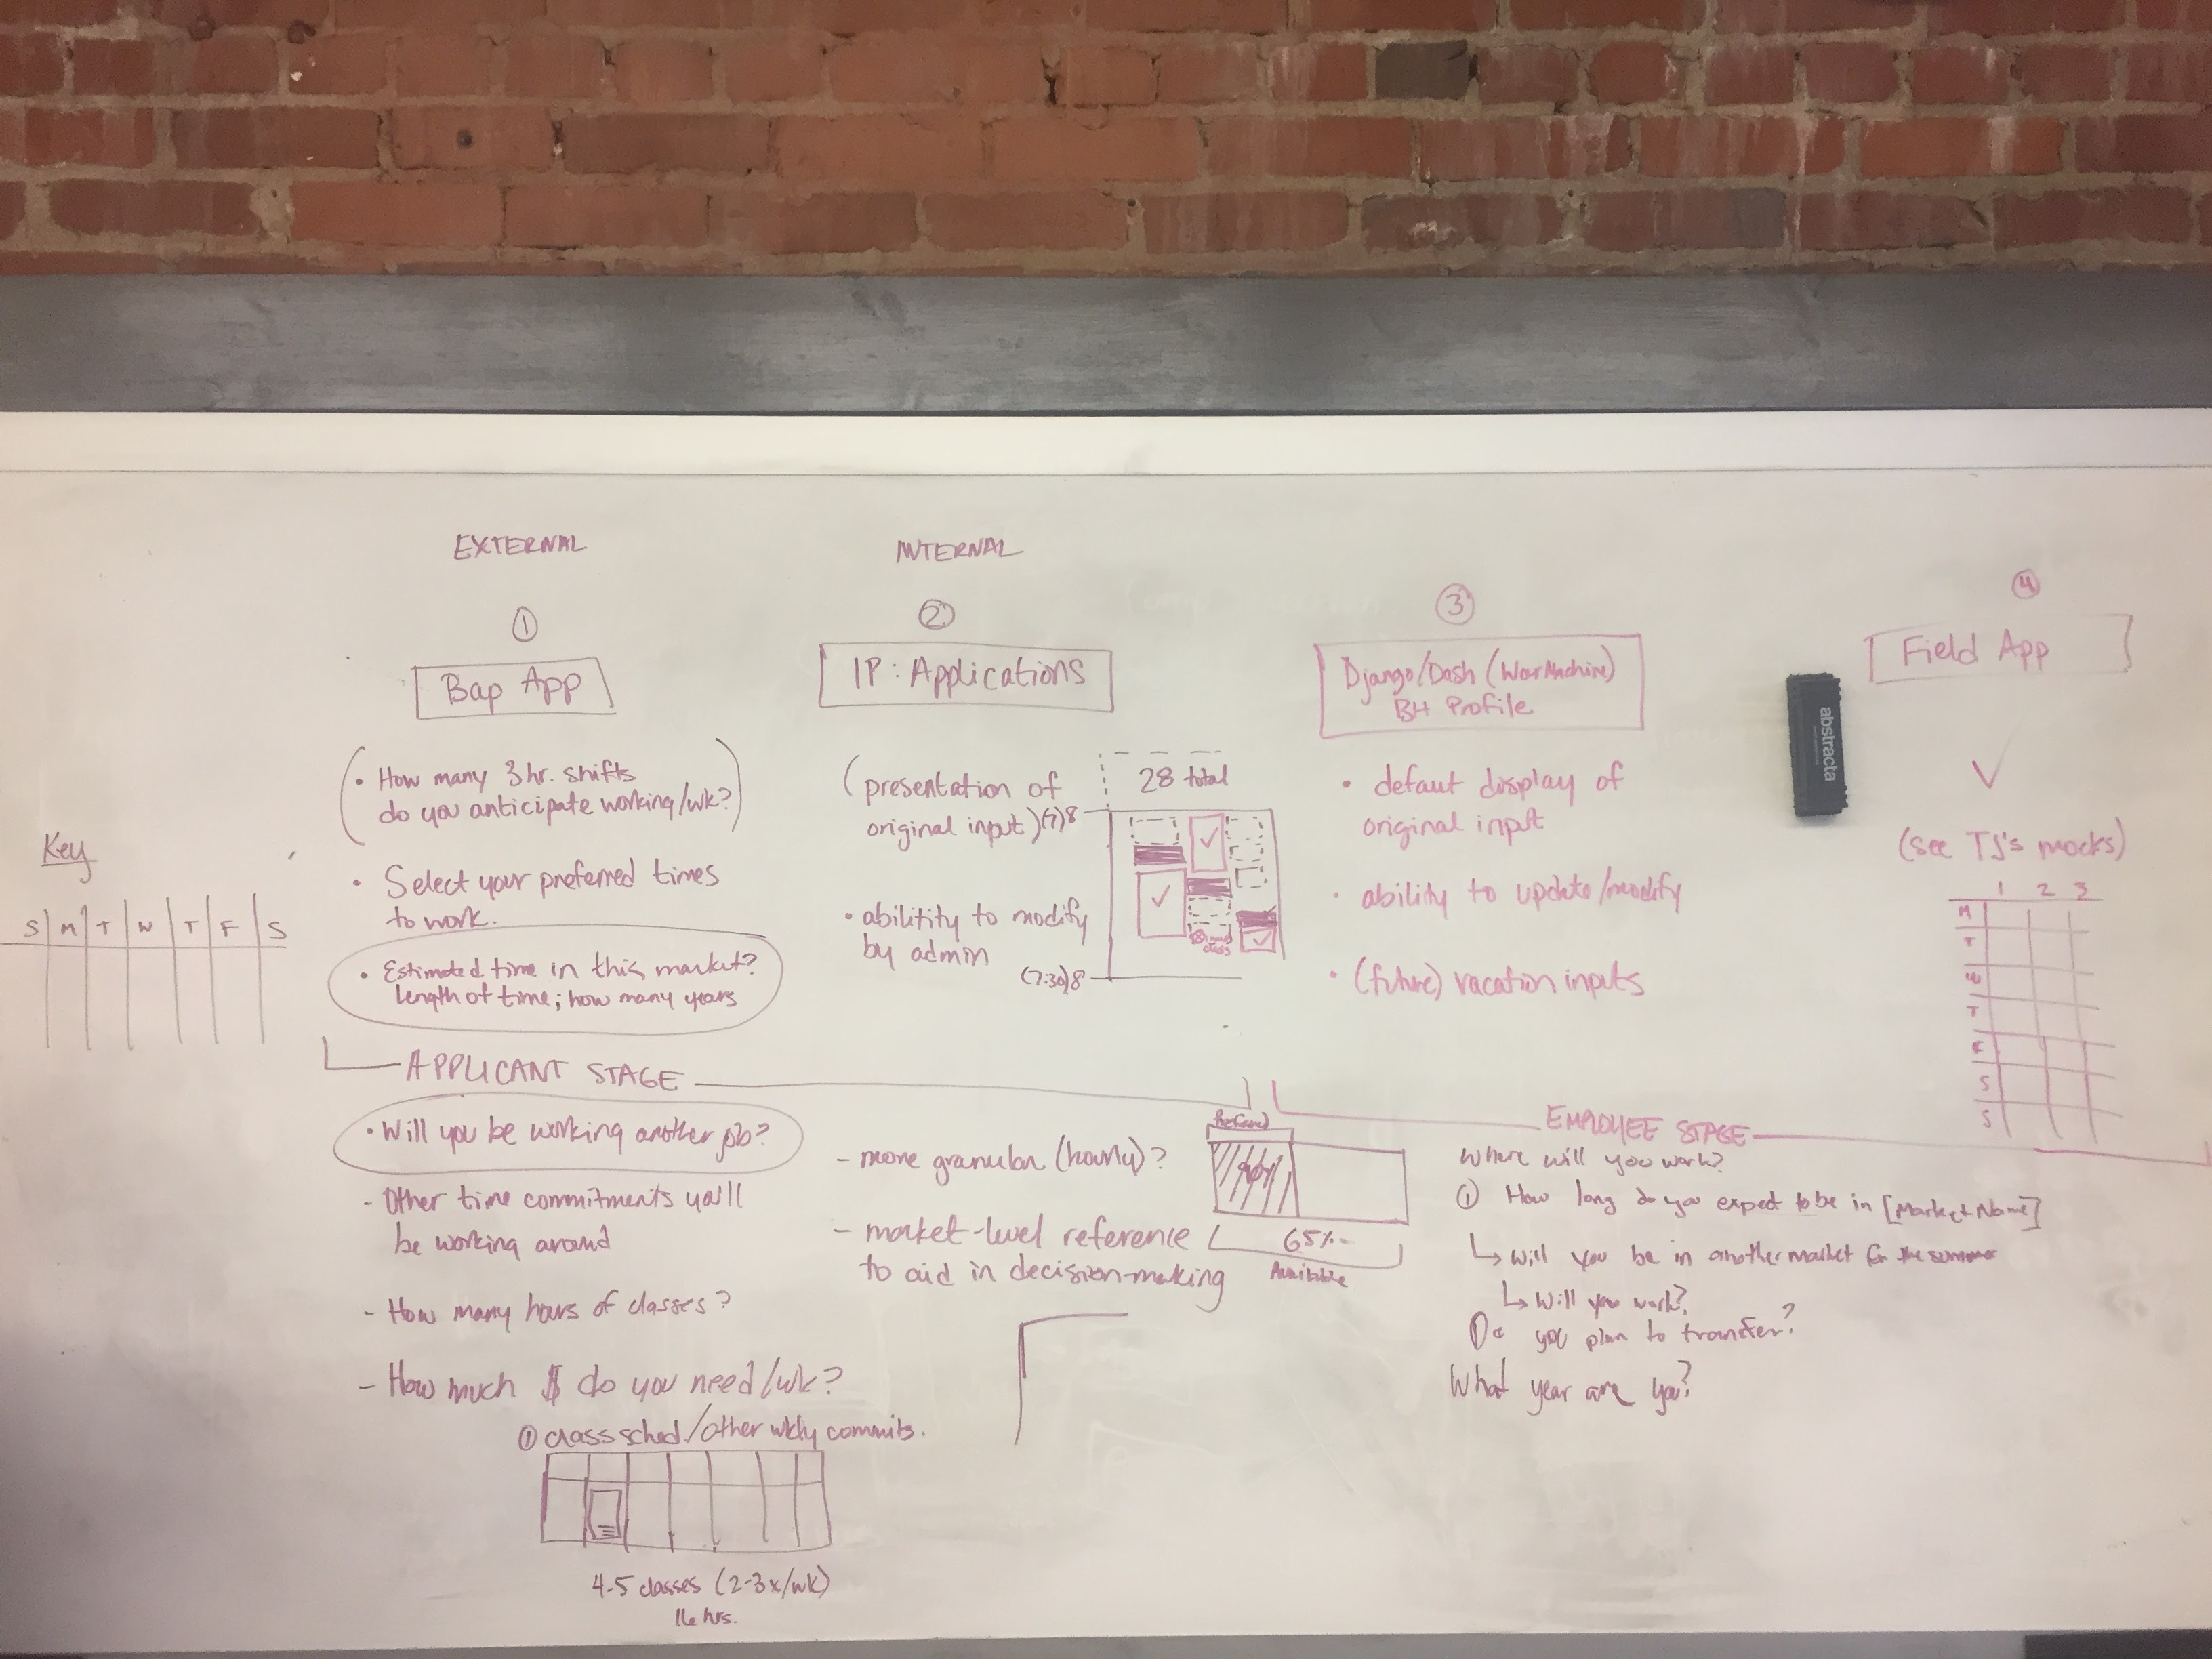 EXTERNAL
INTERNAL
1
Bap App
• How many 3hr. shifts
do you anticipate working/wk?
• Select your preferred times
to work.
• Estimated time in this market?
Length of time; how many years
Key
S M T W T F S
2
IP: Applications
(presentation of
original input)
28 total
(7)8
(7:30)8
class
• abilitity to modify
by admin
3
Django/Dash (WarMachine)
BH Profile
• defaut display of
original input
• ability to update/modify
• (future) vacation inputs
4
Field App
abstracta
(see TJ's mocks)
1 2 3
M
T
W
T
F
S
S
APPLICANT STAGE
• Will you be working another job?
- Other time commitments you'll
be working around
- How many hours of classes?
- How much $ do you need/wk?
① class sched./other wkly commits.
4-5 classes (2-3x/wk)
16 hrs.
- more granular (hourly)?
- market-level reference
to aid in decision-making
65%
Available
EMPLOYEE STAGE
Where will you work?
① How long do you expect to be in [Market Name]
↳ Will you be in another market for the summer
↳ Will you work?
Do you plan to transfer?
What year are you?